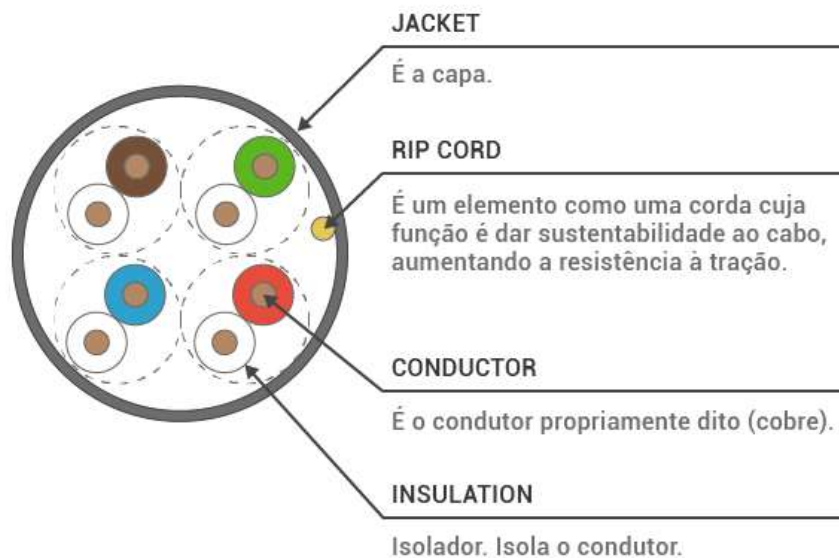 JACKET
É a capa.
RIP CORD
É um elemento como uma corda cuja
função é dar sustentabilidade ao cabo,
aumentando a resistência à tração.
CONDUCTOR
É o condutor propriamente dito (cobre).
INSULATION
Isolador. Isola o condutor.